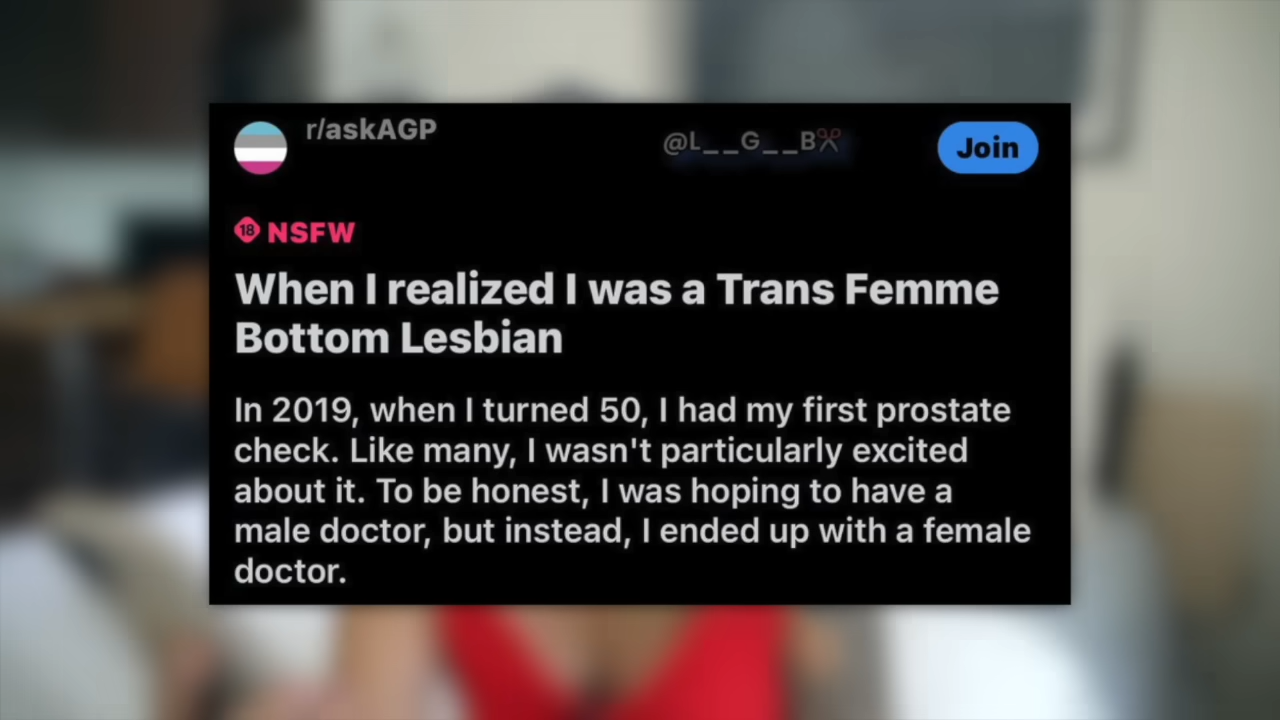 r/askAGP
@L__G__B✂
Join
18 NSFW
When I realized I was a Trans Femme
Bottom Lesbian
In 2019, when I turned 50, I had my first prostate
check. Like many, I wasn't particularly excited
about it. To be honest, I was hoping to have a
male doctor, but instead, I ended up with a female
doctor.